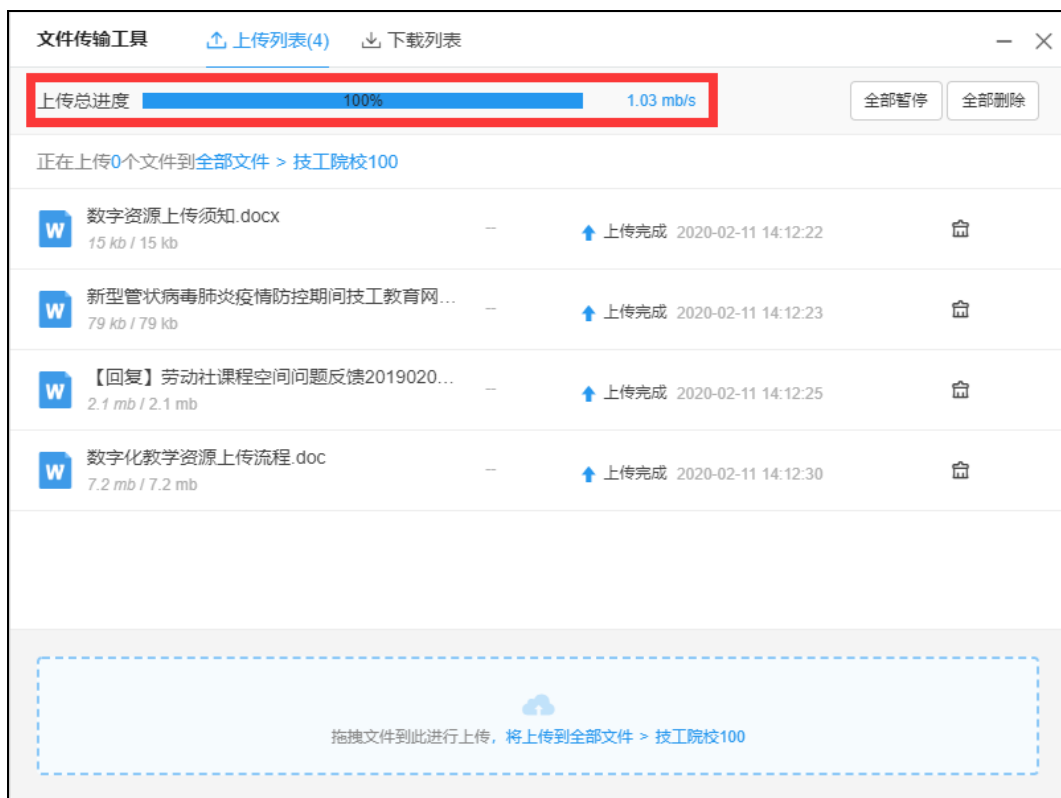 文件传输工具 上传列表(4) 下载列表
上传总进度 100% 1.03 mb/s 全部暂停 全部删除
正在上传0个文件到全部文件 > 技工院校100
数字资源上传须知.docx
15 kb / 15 kb
-- 上传完成 2020-02-11 14:12:22
新型管状病毒肺炎疫情防控期间技工教育网...
79 kb / 79 kb
-- 上传完成 2020-02-11 14:12:23
【回复】劳动社课程空间问题反馈2019020...
2.1 mb / 2.1 mb
-- 上传完成 2020-02-11 14:12:25
数字化教学资源上传流程.doc
7.2 mb / 7.2 mb
-- 上传完成 2020-02-11 14:12:30
拖拽文件到此进行上传，将上传到全部文件 > 技工院校100